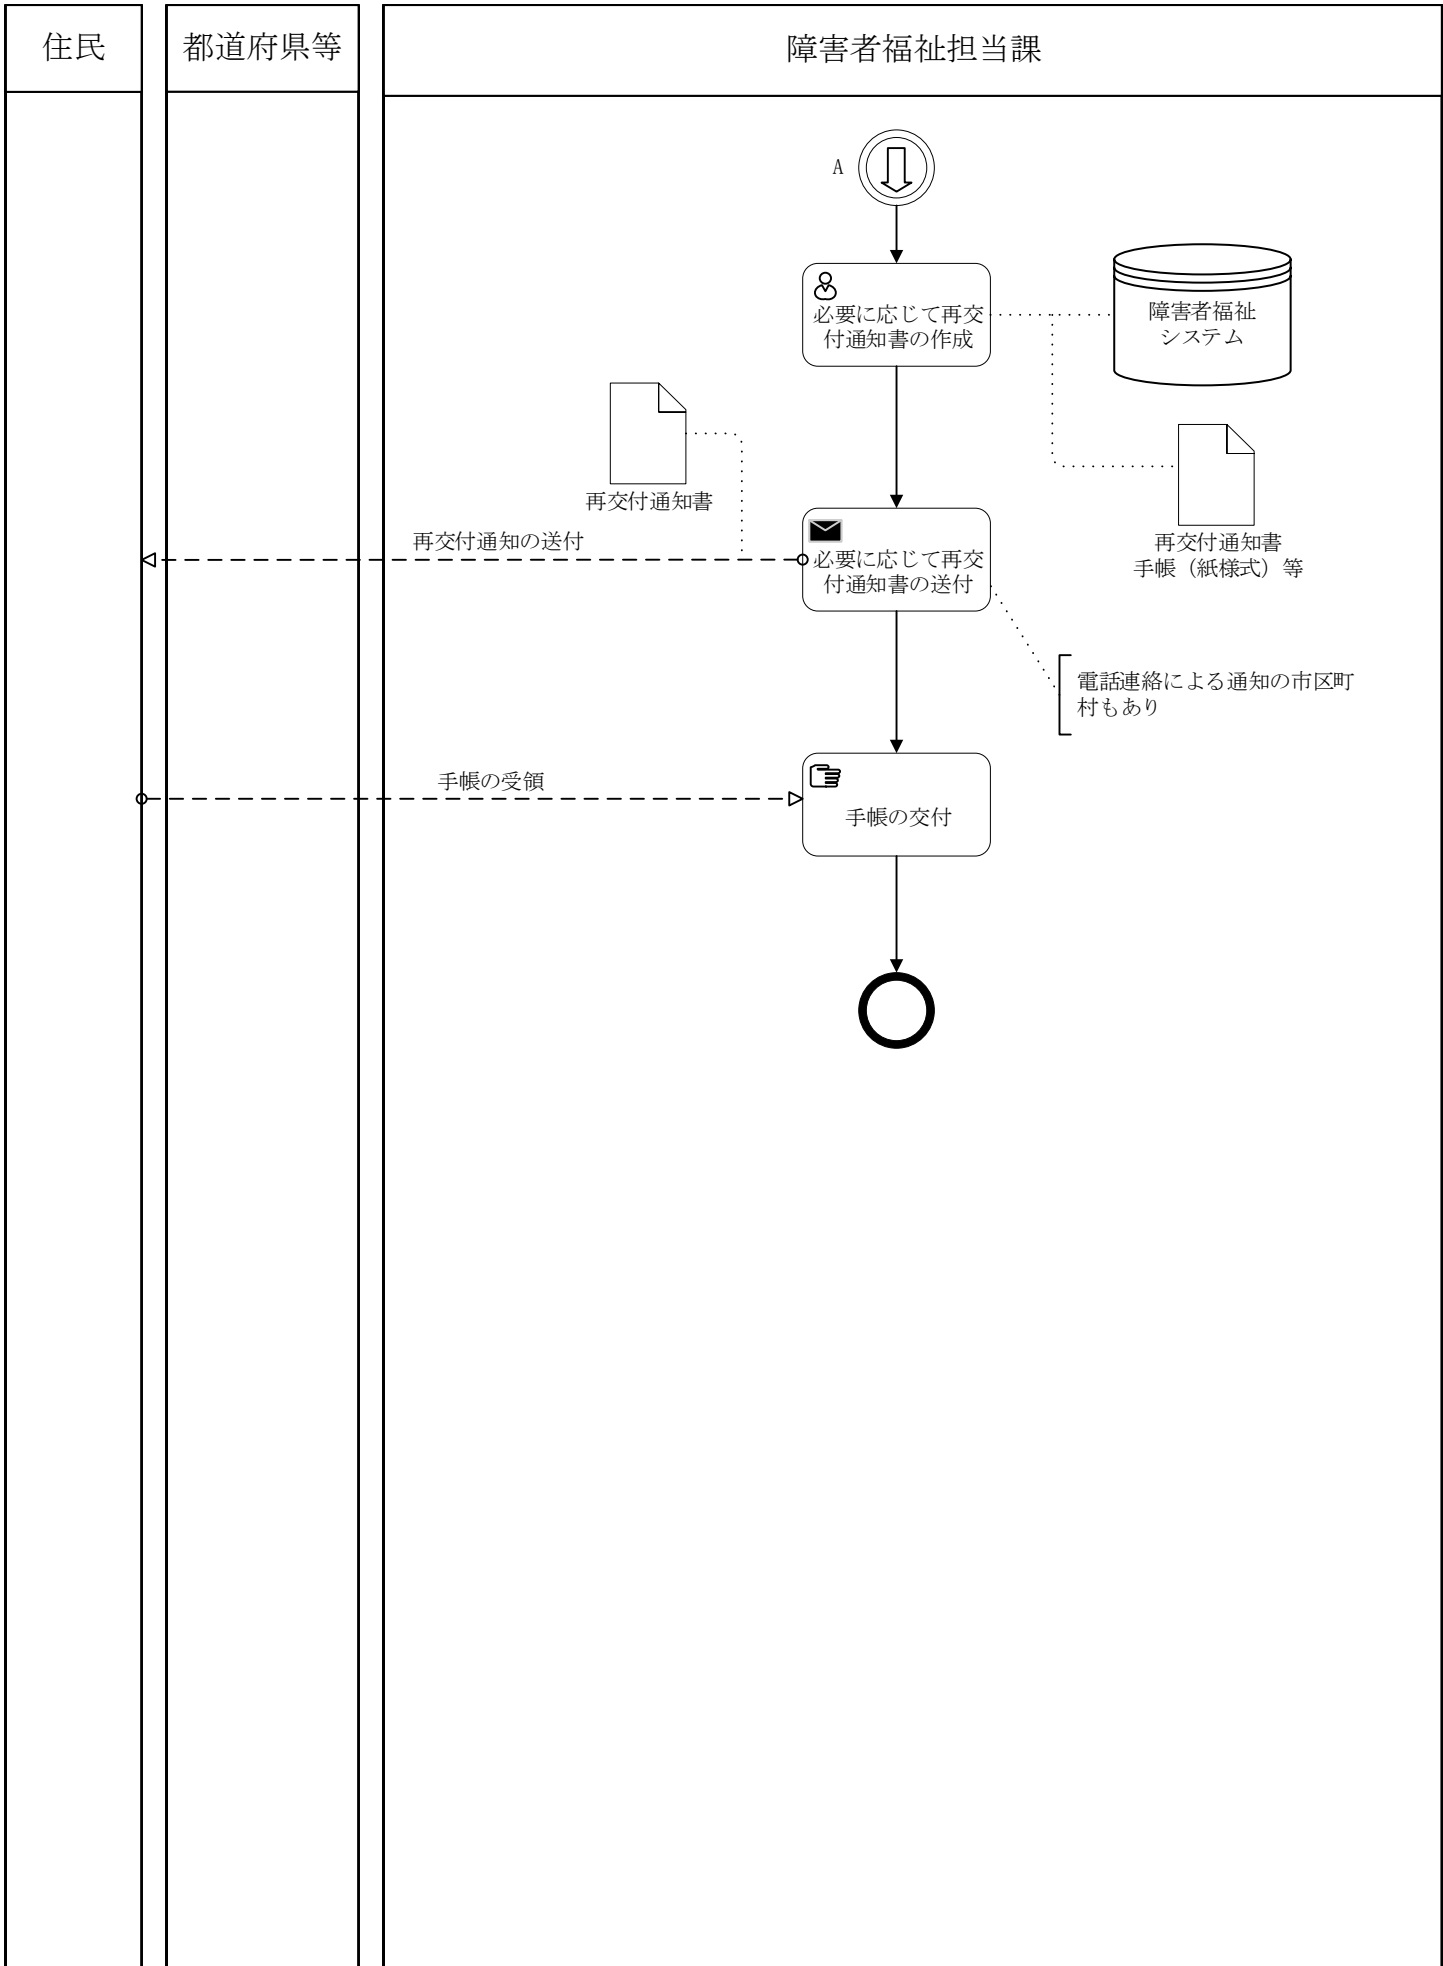 住民
都道府県等
障害者福祉担当課
A
必要に応じて再交
付通知書の作成
障害者福祉
システム
再交付通知書
再交付通知書
手帳（紙様式）等
再交付通知の送付
必要に応じて再交
付通知書の送付
電話連絡による通知の市区町
村もあり
手帳の受領
手帳の交付